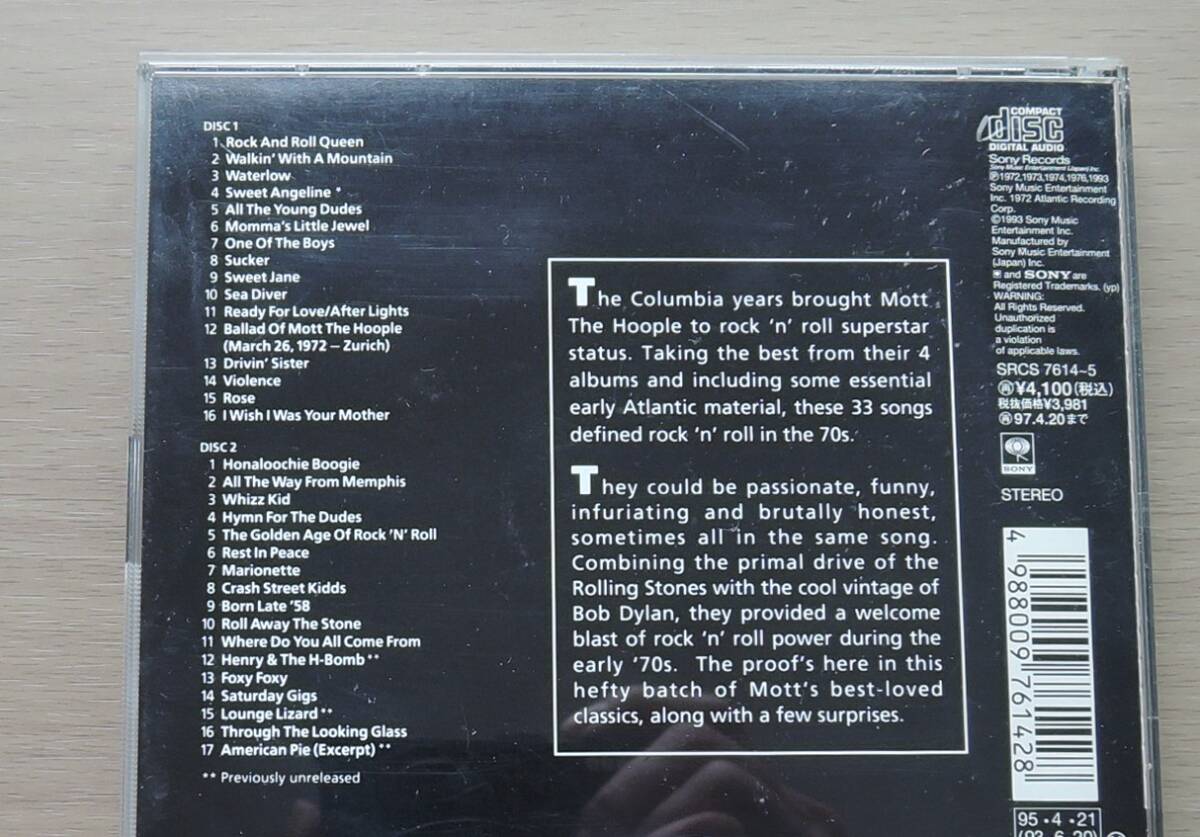 DISC 1
1 Rock And Roll Queen
2 Walkin' With A Mountain
3 Waterlow
4 Sweet Angeline *
5 All The Young Dudes
6 Momma's Little Jewel
7 One Of The Boys
8 Sucker
9 Sweet Jane
10 Sea Diver
11 Ready For Love/After Lights
12 Ballad Of Mott The Hoople
(March 26, 1972 – Zurich)
13 Drivin' Sister
14 Violence
15 Rose
16 I Wish I Was Your Mother
DISC 2
1 Honaloochie Boogie
2 All The Way From Memphis
3 Whizz Kid
4 Hymn For The Dudes
5 The Golden Age Of Rock 'N' Roll
6 Rest In Peace
7 Marionette
8 Crash Street Kidds
9 Born Late '58
10 Roll Away The Stone
11 Where Do You All Come From
12 Henry & The H-Bomb **
13 Foxy Foxy
14 Saturday Gigs
15 Lounge Lizard **
16 Through The Looking Glass
17 American Pie (Excerpt) **
** Previously unreleased
The Columbia years brought Mott
The Hoople to rock 'n' roll superstar
status. Taking the best from their 4
albums and including some essential
early Atlantic material, these 33 songs
defined rock 'n' roll in the 70s.
They could be passionate, funny,
infuriating and brutally honest,
sometimes all in the same song.
Combining the primal drive of the
Rolling Stones with the cool vintage of
Bob Dylan, they provided a welcome
blast of rock 'n' roll power during the
early '70s. The proof's here in this
hefty batch of Mott's best-loved
classics, along with a few surprises.
COMPACT
disc
DIGITAL AUDIO
Sony Records
Sony Music Entertainment (Japan) Inc.
℗1972,1973,1974,1976,1993
Sony Music Entertainment
Inc. 1972 Atlantic Recording
Corp.
©1993 Sony Music
Entertainment Inc.
Manufactured by
Sony Music Entertainment
(Japan) Inc.
and SONY are
Registered Trademarks. (yp)
WARNING:
All Rights Reserved.
Unauthorized
duplication is
a violation
of applicable laws.
SRCS 7614~5
再¥4,100(税込)
税抜価格¥3,981
再97.4.20まで
SONY
STEREO
4 988009 761428
95・4・21